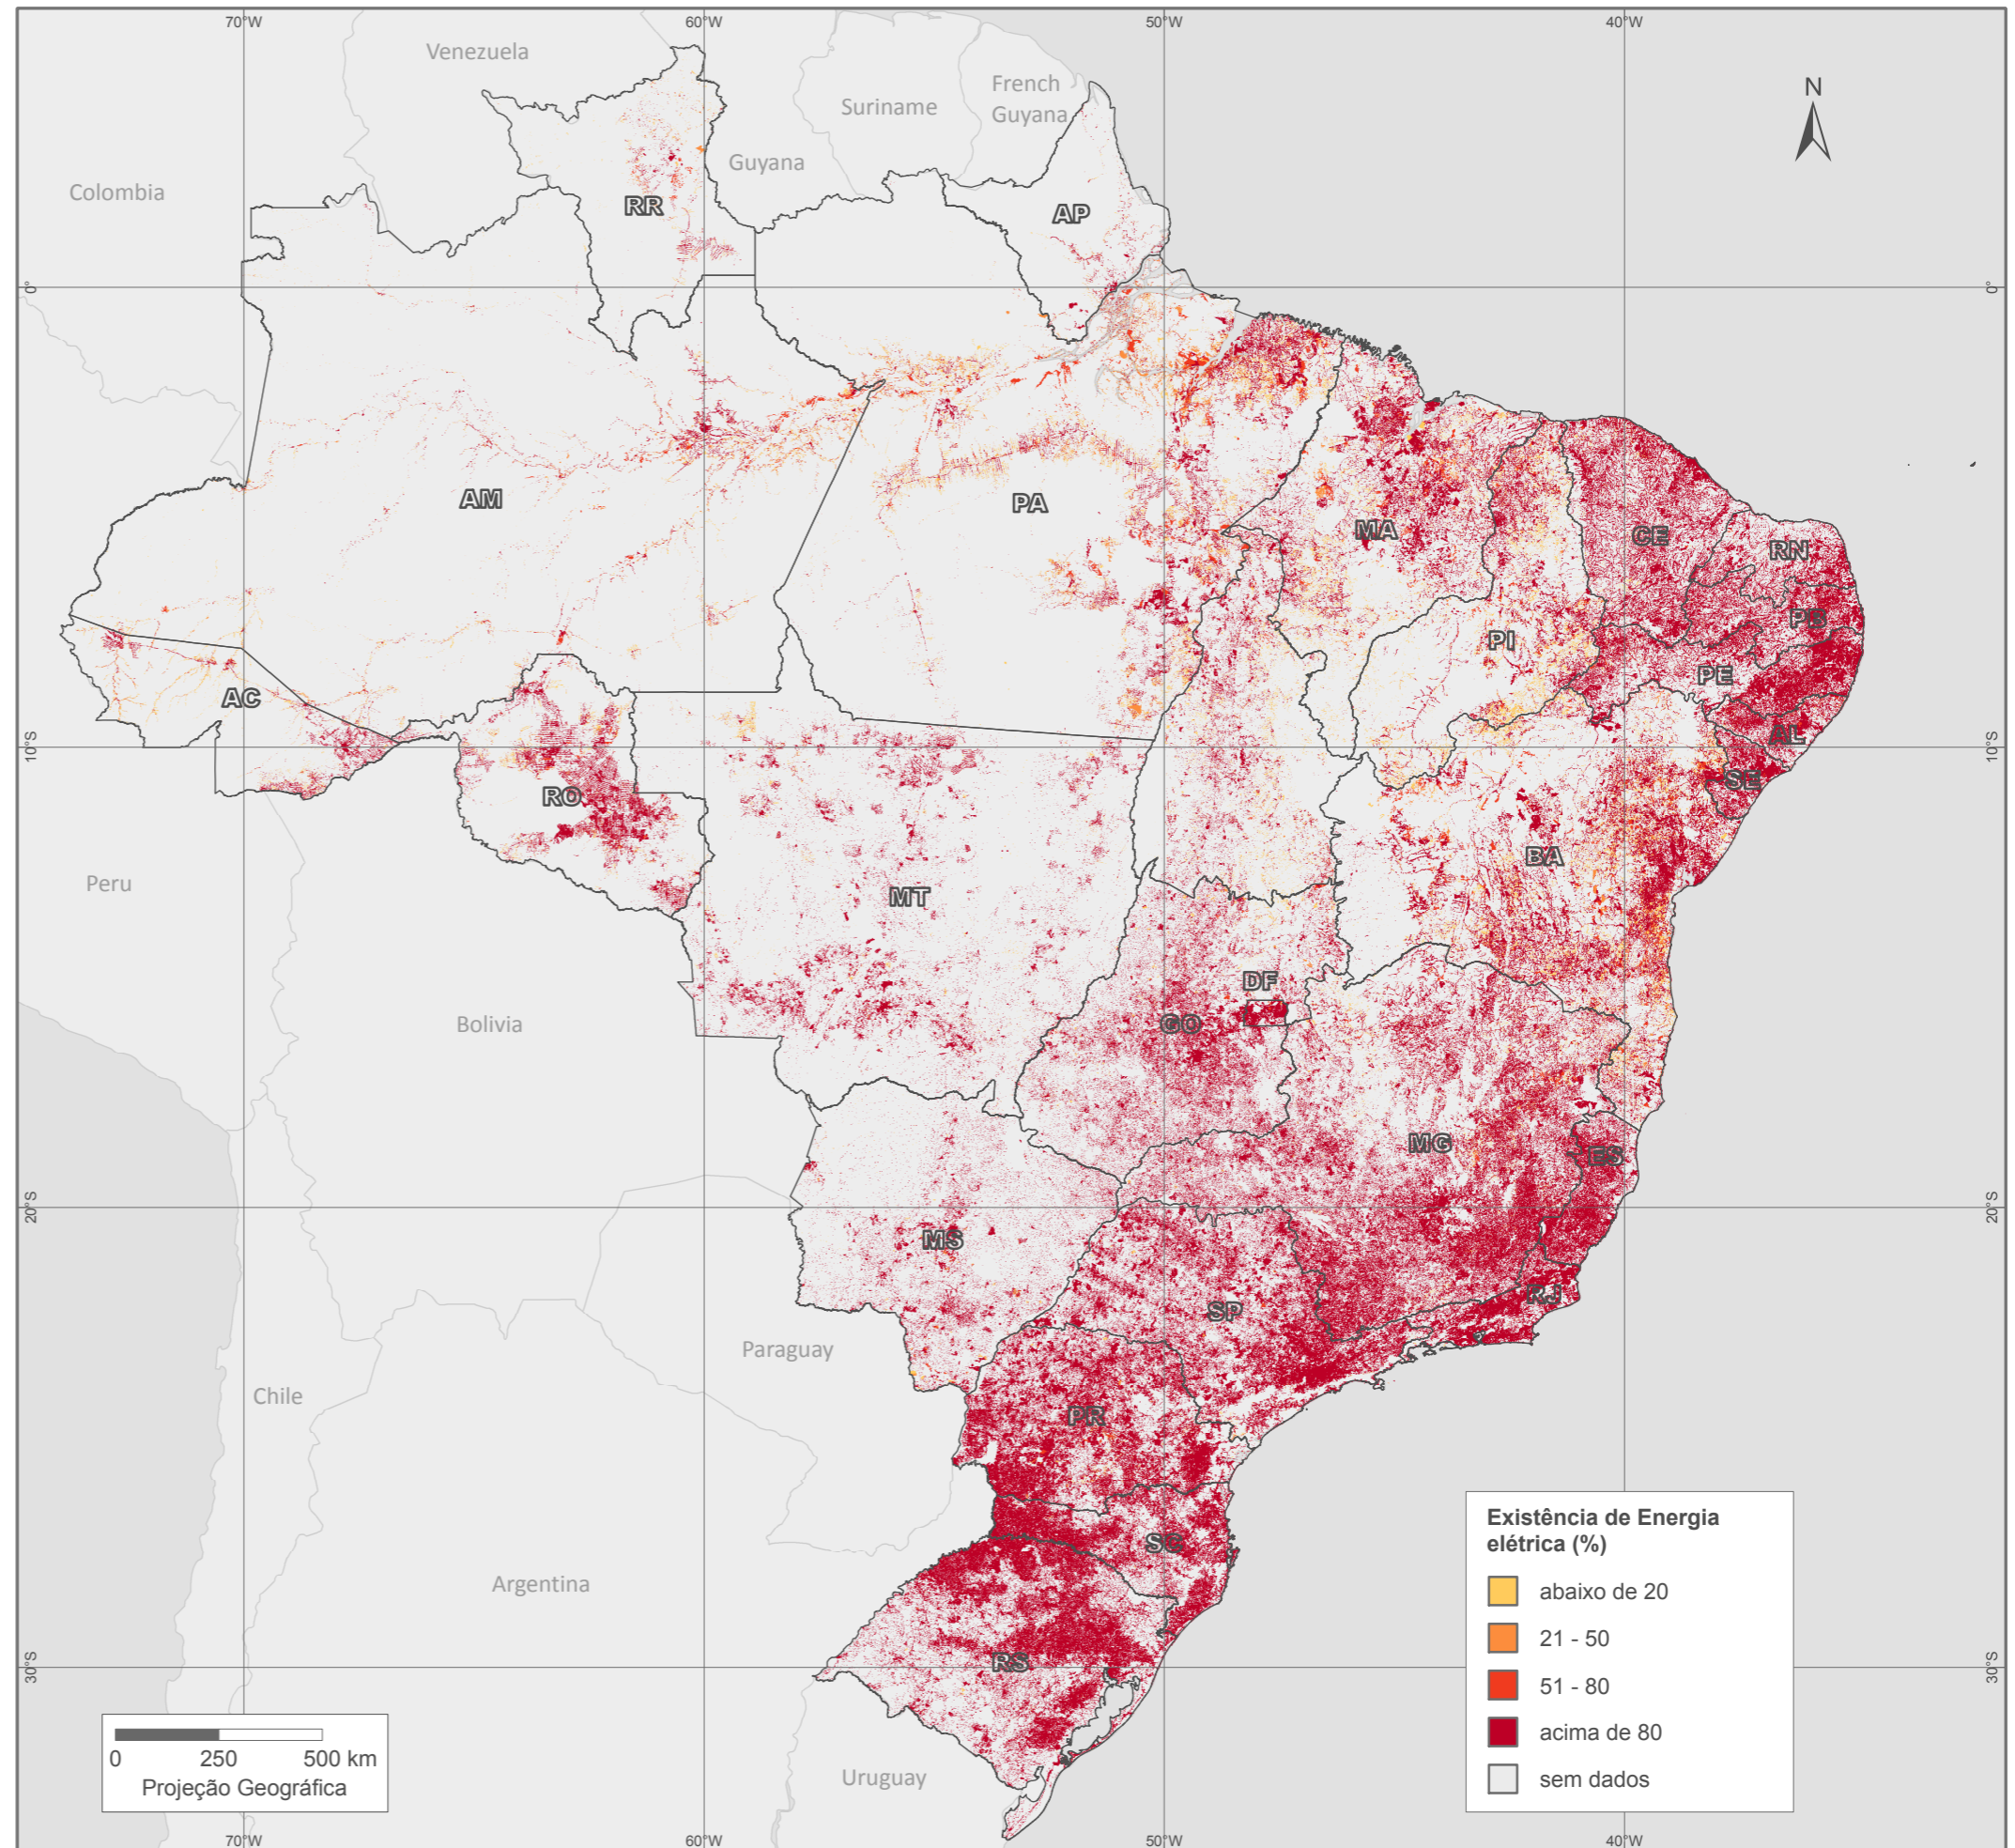 70°W
60°W
50°W
40°W
Venezuela
Suriname
French
Guyana
N
Guyana
Colombia
RR
AP
0°
0°
AM
PA
MA
CE
RN
PB
PI
PE
AC
AL
10°S
10°S
SE
RO
BA
Peru
MT
DF
GO
Bolivia
MG
ES
20°S
20°S
MS
RJ
SP
Paraguay
Chile
PR
SC
Argentina
RS
30°S
30°S
Uruguay
Existência de Energia
elétrica (%)
abaixo de 20
21 - 50
51 - 80
acima de 80
sem dados
0 250 500 km
Projeção Geográfica
70°W
60°W
50°W
40°W